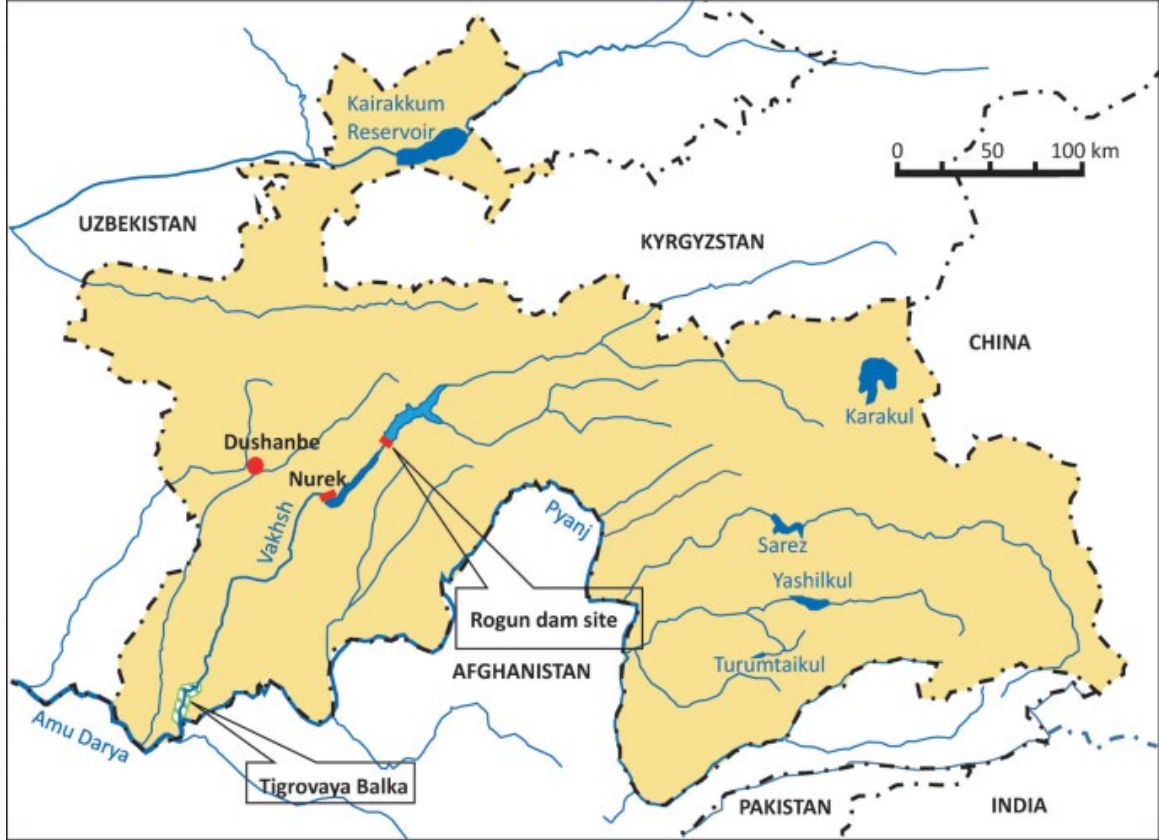 Kairakkum
Reservoir
0 50 100 km
UZBEKISTAN
KYRGYZSTAN
CHINA
Karakul
Dushanbe
Nurek
Vakhsh
Pyanj
Sarez
Yashilkul
Rogun dam site
Turumtaikul
AFGHANISTAN
Amu Darya
Tigrovaya Balka
PAKISTAN
INDIA